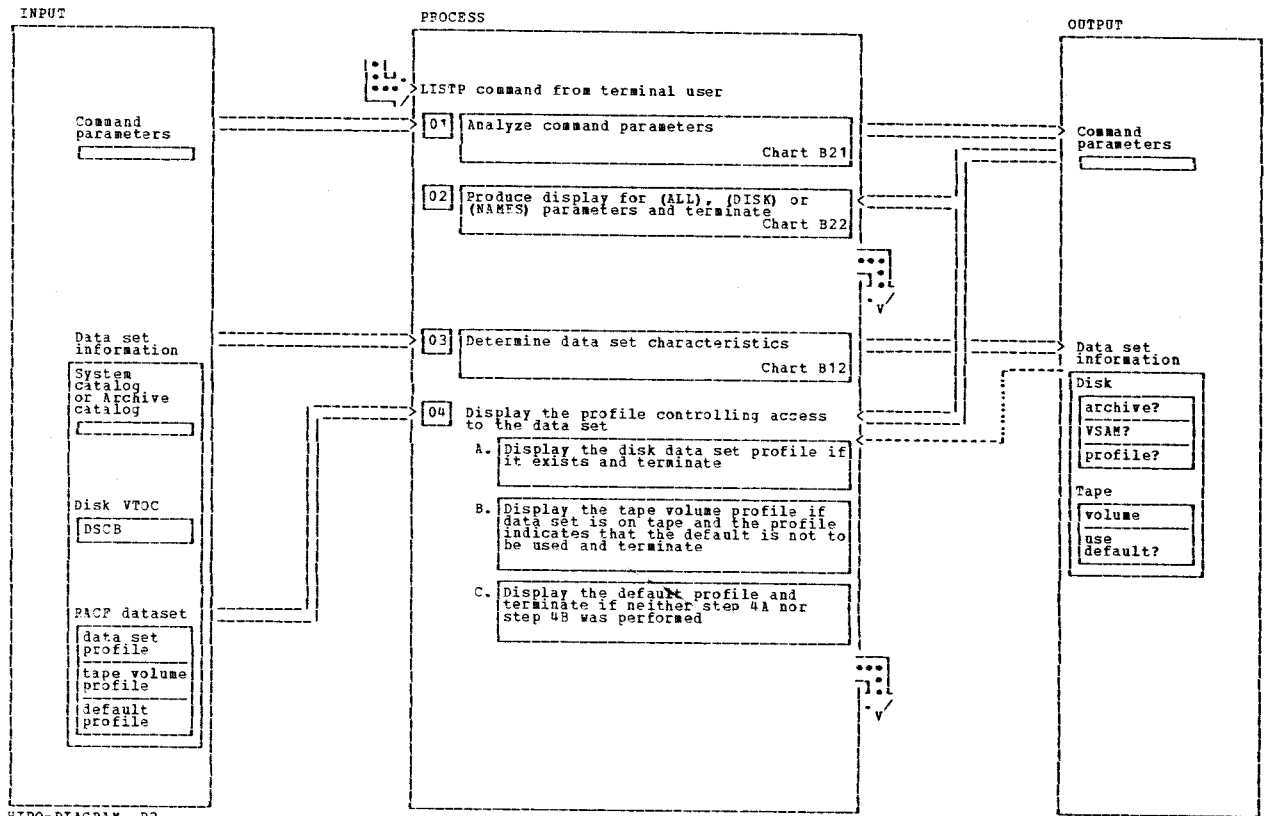 INPUT
Command
parameters
Data set
information
System
catalog
or Archive
catalog
Disk VTOC
DSCB
RACF dataset
data set
profile
tape volume
profile
default
profile
PROCESS
LISTP command from terminal user
01 Analyze command parameters
Chart B21
02 Produce display for (ALL), (DISK) or
(NAMES) parameters and terminate
Chart B22
03 Determine data set characteristics
Chart B12
04 Display the profile controlling access
to the data set
A. Display the disk data set profile if
it exists and terminate
B. Display the tape volume profile if
data set is on tape and the profile
indicates that the default is not to
be used and terminate
C. Display the default profile and
terminate if neither step 4A nor
step 4B was performed
OUTPUT
Command
parameters
Data set
information
Disk
archive?
VSAM?
profile?
Tape
volume
use
default?
HIPO-DIAGRAM B2